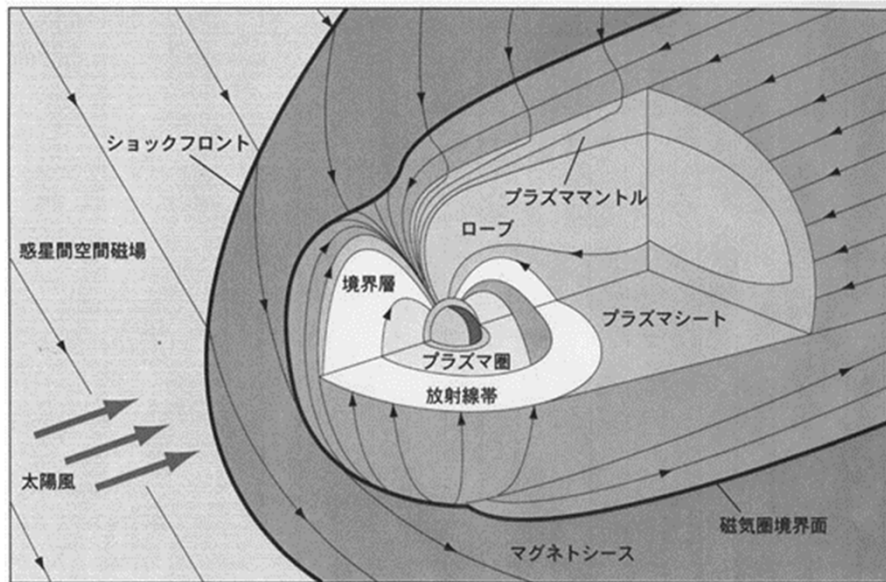 ショックフロント
プラズママントル
ロープ
惑星間空間磁場
境界層
プラズマシート
プラズマ圏
放射線帯
太陽風
磁気圏境界面
マグネトシース